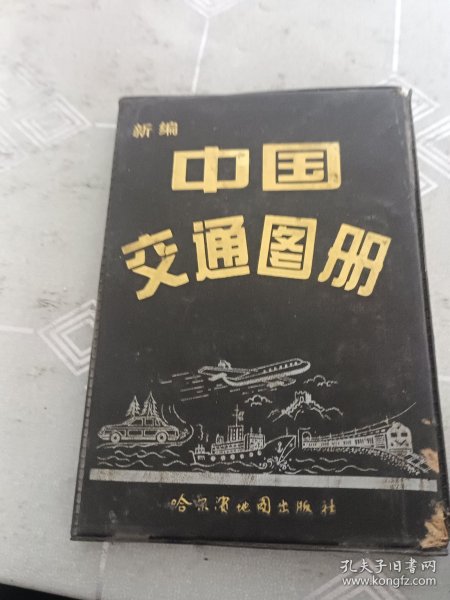 新编
中国
交通图册
哈尔滨地图出版社
孔夫子旧书网
www.kongfz.com